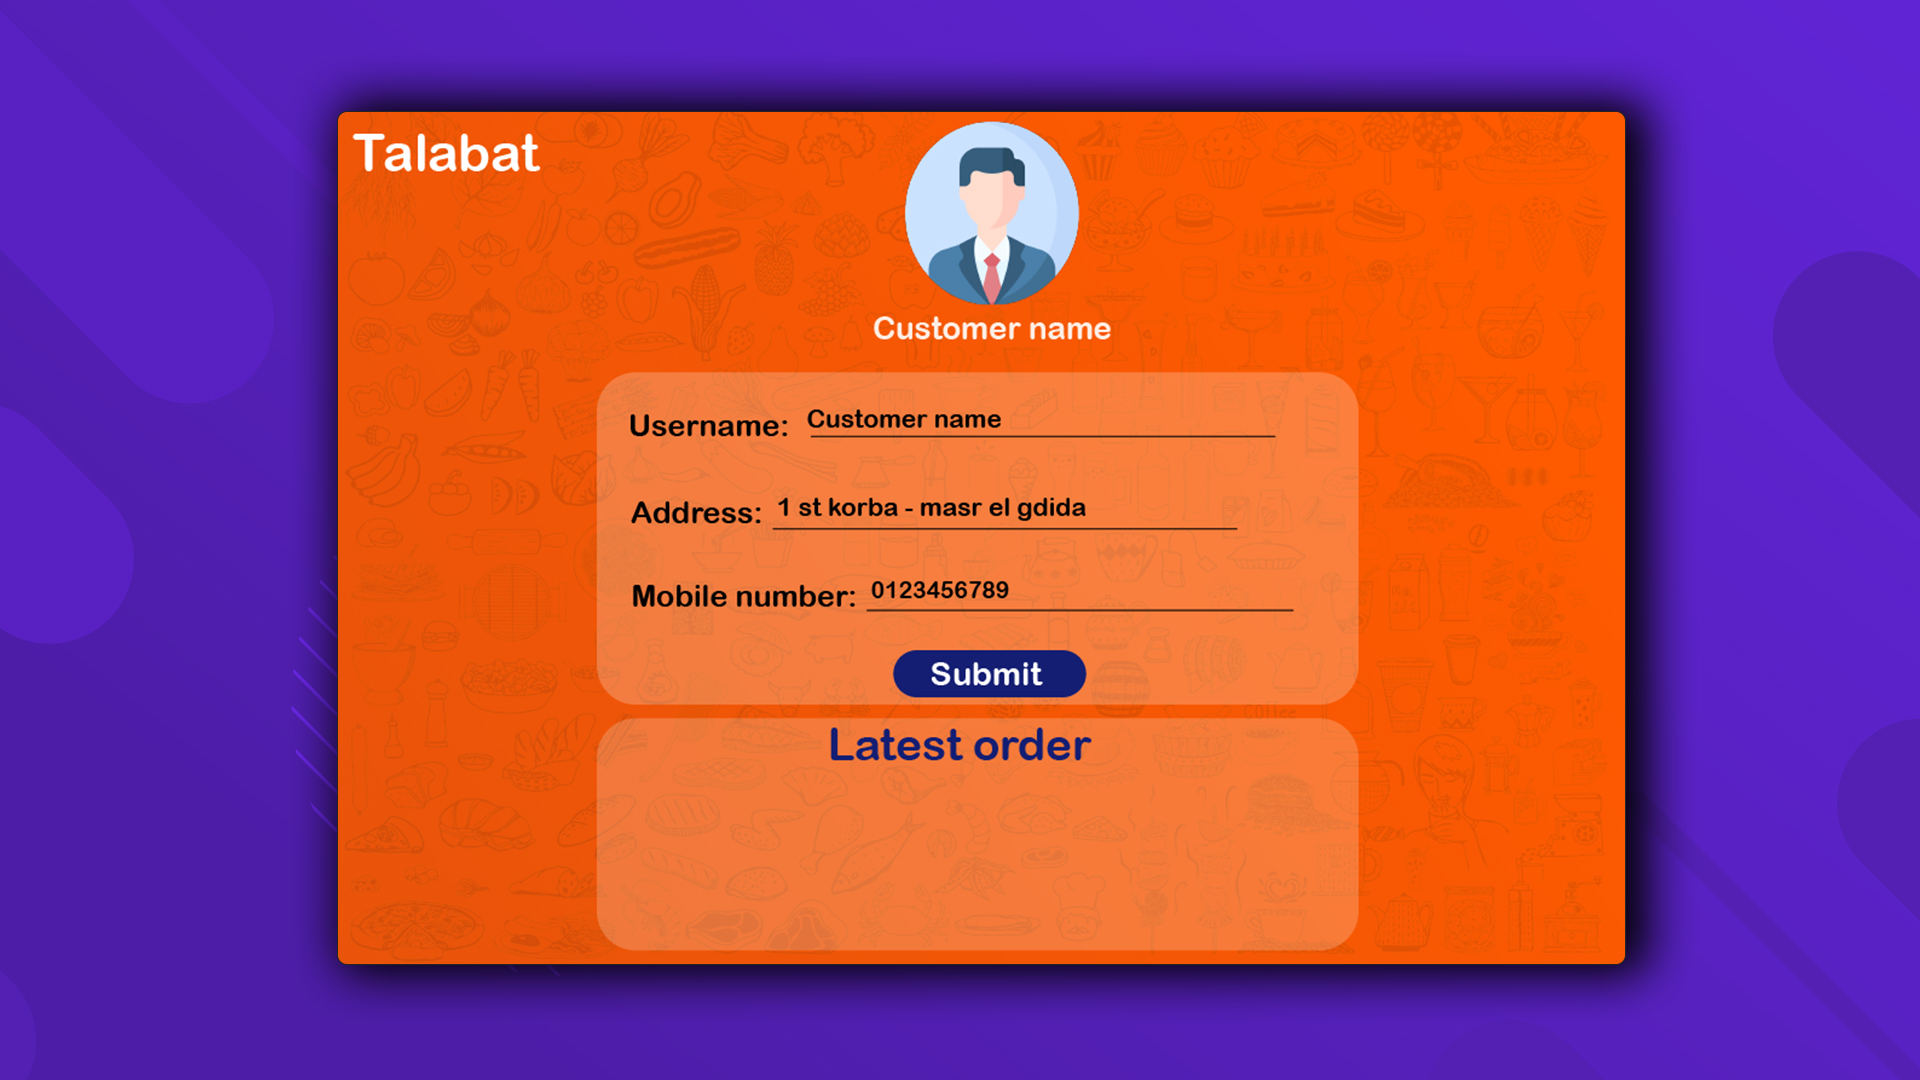 Talabat
Customer name
Username: Customer name
Address: 1 st korba - masr el gdida
Mobile number: 0123456789
Submit
Latest order